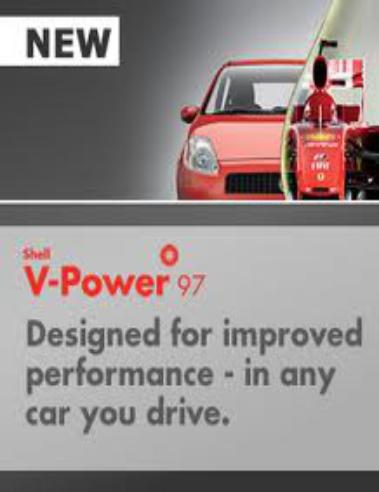 NEW
Shell
V-Power 97
Designed for improved
performance - in any
car you drive.